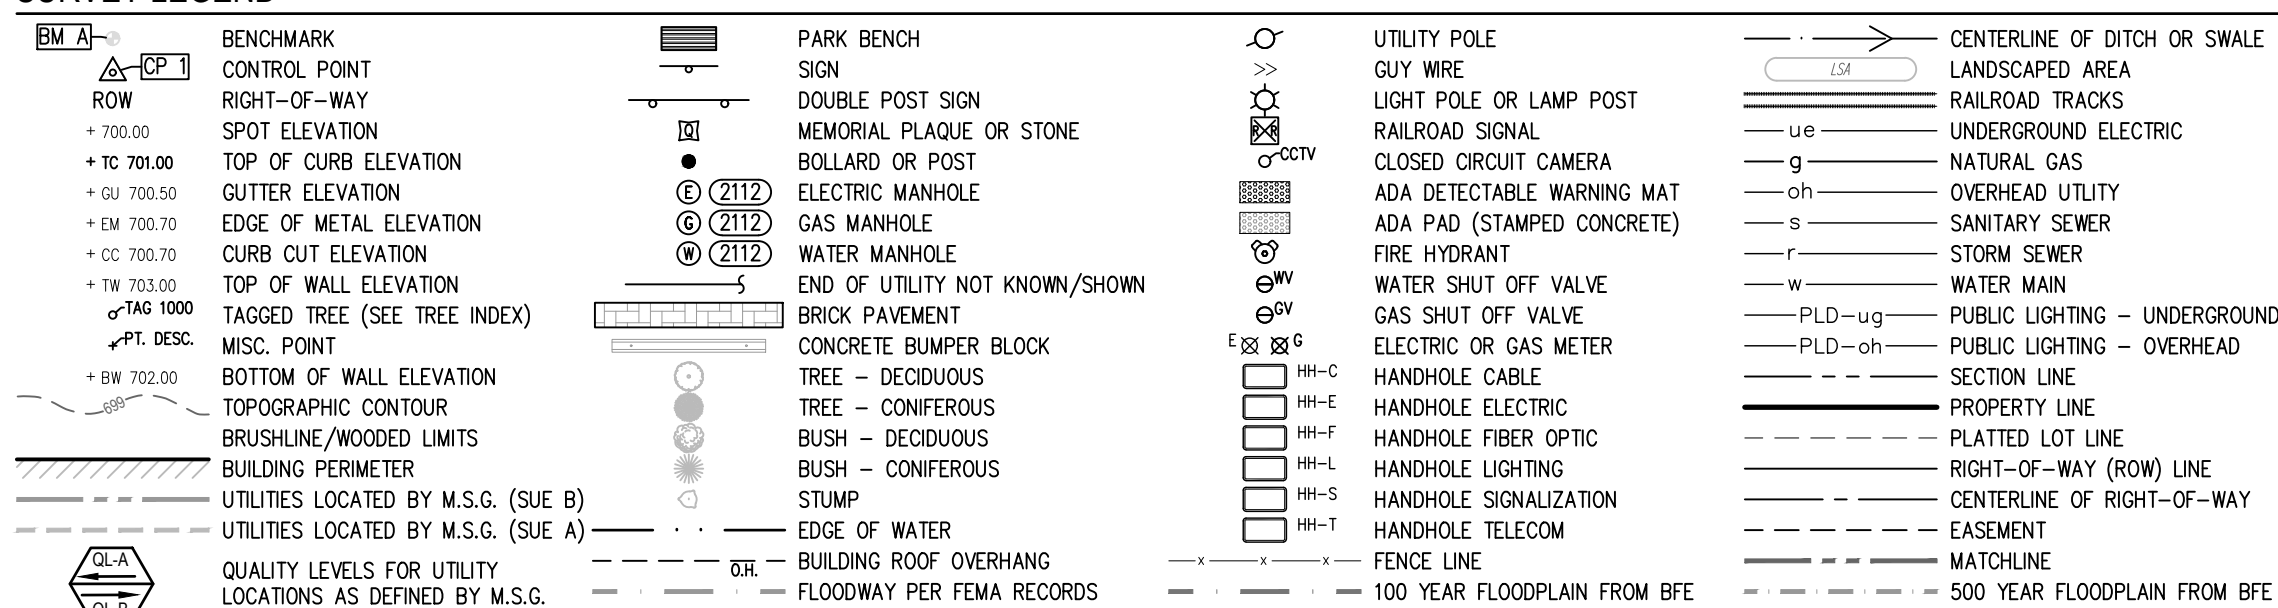 BM A BENCHMARK
CP 1 CONTROL POINT
ROW RIGHT-OF-WAY
+ 700.00 SPOT ELEVATION
+ TC 701.00 TOP OF CURB ELEVATION
+ GU 700.50 GUTTER ELEVATION
+ EM 700.70 EDGE OF METAL ELEVATION
+ CC 700.70 CURB CUT ELEVATION
+ TW 703.00 TOP OF WALL ELEVATION
TAG 1000 TAGGED TREE (SEE TREE INDEX)
PT. DESC. MISC. POINT
+ BW 702.00 BOTTOM OF WALL ELEVATION
699 TOPOGRAPHIC CONTOUR
BRUSHLINE/WOODED LIMITS
BUILDING PERIMETER
UTILITIES LOCATED BY M.S.G. (SUE B)
UTILITIES LOCATED BY M.S.G. (SUE A)
QL-A QUALITY LEVELS FOR UTILITY
LOCATIONS AS DEFINED BY M.S.G.
PARK BENCH
SIGN
DOUBLE POST SIGN
Q MEMORIAL PLAQUE OR STONE
BOLLARD OR POST
E 2112 ELECTRIC MANHOLE
G 2112 GAS MANHOLE
W 2112 WATER MANHOLE
END OF UTILITY NOT KNOWN/SHOWN
BRICK PAVEMENT
CONCRETE BUMPER BLOCK
TREE - DECIDUOUS
TREE - CONIFEROUS
BUSH - DECIDUOUS
BUSH - CONIFEROUS
STUMP
EDGE OF WATER
O.H. BUILDING ROOF OVERHANG
FLOODWAY PER FEMA RECORDS
UTILITY POLE
>> GUY WIRE
LIGHT POLE OR LAMP POST
R R RAILROAD SIGNAL
CCTV CLOSED CIRCUIT CAMERA
ADA DETECTABLE WARNING MAT
ADA PAD (STAMPED CONCRETE)
FIRE HYDRANT
WV WATER SHUT OFF VALVE
GV GAS SHUT OFF VALVE
E G ELECTRIC OR GAS METER
HH-C HANDHOLE CABLE
HH-E HANDHOLE ELECTRIC
HH-F HANDHOLE FIBER OPTIC
HH-L HANDHOLE LIGHTING
HH-S HANDHOLE SIGNALIZATION
HH-T HANDHOLE TELECOM
x x x FENCE LINE
100 YEAR FLOODPLAIN FROM BFE
CENTERLINE OF DITCH OR SWALE
LSA LANDSCAPED AREA
RAILROAD TRACKS
ue UNDERGROUND ELECTRIC
g NATURAL GAS
oh OVERHEAD UTLITY
s SANITARY SEWER
r STORM SEWER
w WATER MAIN
PLD-ug PUBLIC LIGHTING - UNDERGROUND
PLD-oh PUBLIC LIGHTING - OVERHEAD
SECTION LINE
PROPERTY LINE
PLATTED LOT LINE
RIGHT-OF-WAY (ROW) LINE
CENTERLINE OF RIGHT-OF-WAY
EASEMENT
MATCHLINE
500 YEAR FLOODPLAIN FROM BFE